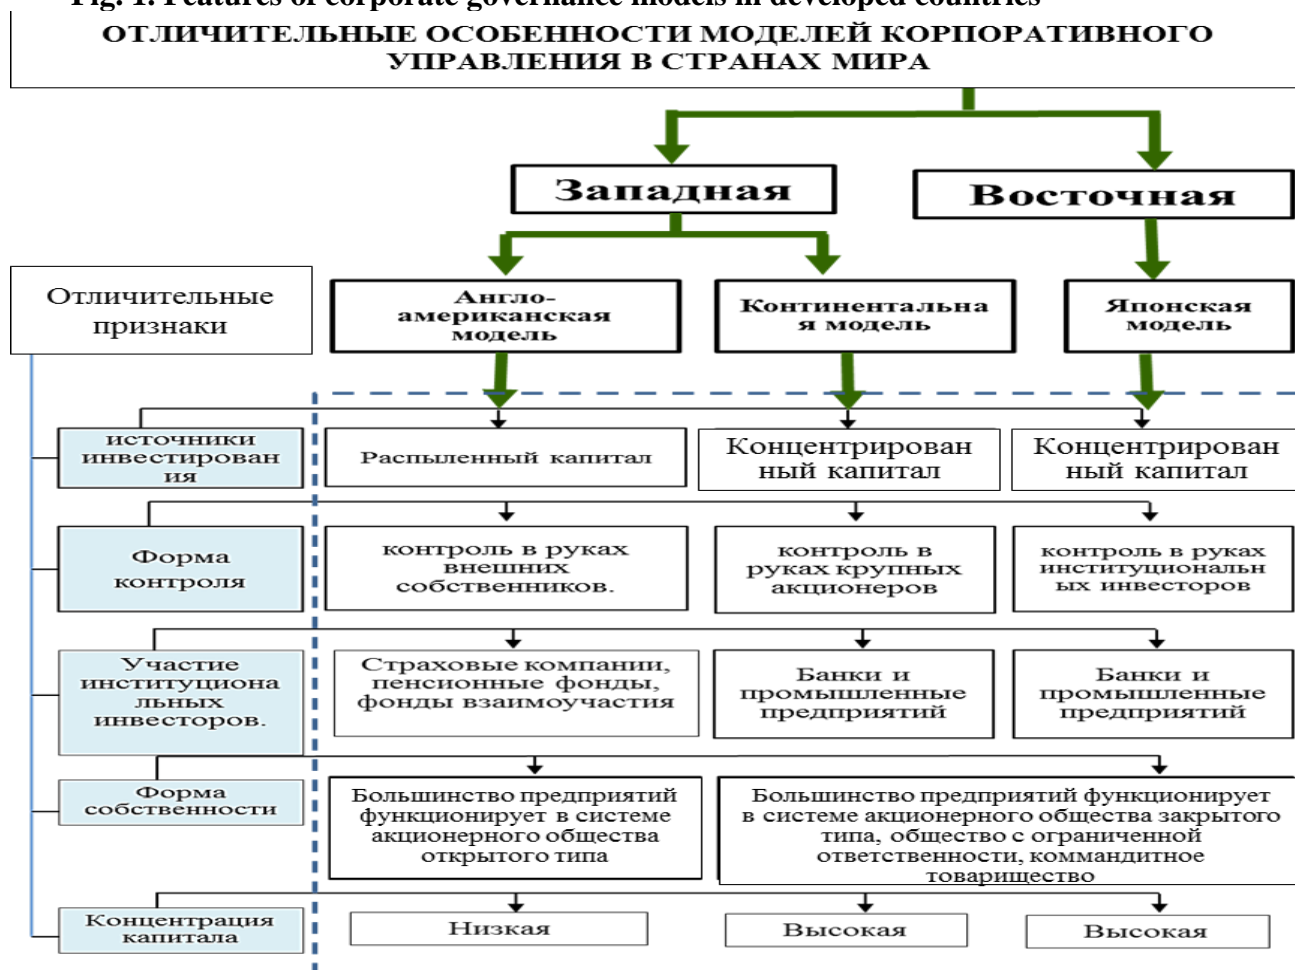 Fig. 1. Features of corporate governance models in developed countries
ОТЛИЧИТЕЛЬНЫЕ ОСОБЕННОСТИ МОДЕЛЕЙ КОРПОРАТИВНОГО
УПРАВЛЕНИЯ В СТРАНАХ МИРА
Западная
Восточная
Отличительные
признаки
Англо-
американская
модель
Континентальна
я модель
Японская
модель
источники
инвестирован
ия
Распыленный капитал
Концентрирован
ный капитал
Концентрирован
ный капитал
Форма
контроля
контроль в руках
внешних
собственников.
контроль в
руках крупных
акционеров
контроль в руках
институциональн
ых инвесторов
Участие
институциона
льных
инвесторов.
Страховые компании,
пенсионные фонды,
фонды взаимоучастия
Банки и
промышленные
предприятий
Банки и
промышленные
предприятий
Форма
собственности
Большинство предприятий
функционирует в системе
акционерного общества
открытого типа
Большинство предприятий функционирует
в системе акционерного общества закрытого
типа, общество с ограниченной
ответственности, коммандитное
товарищество
Концентрация
капитала
Низкая
Высокая
Высокая